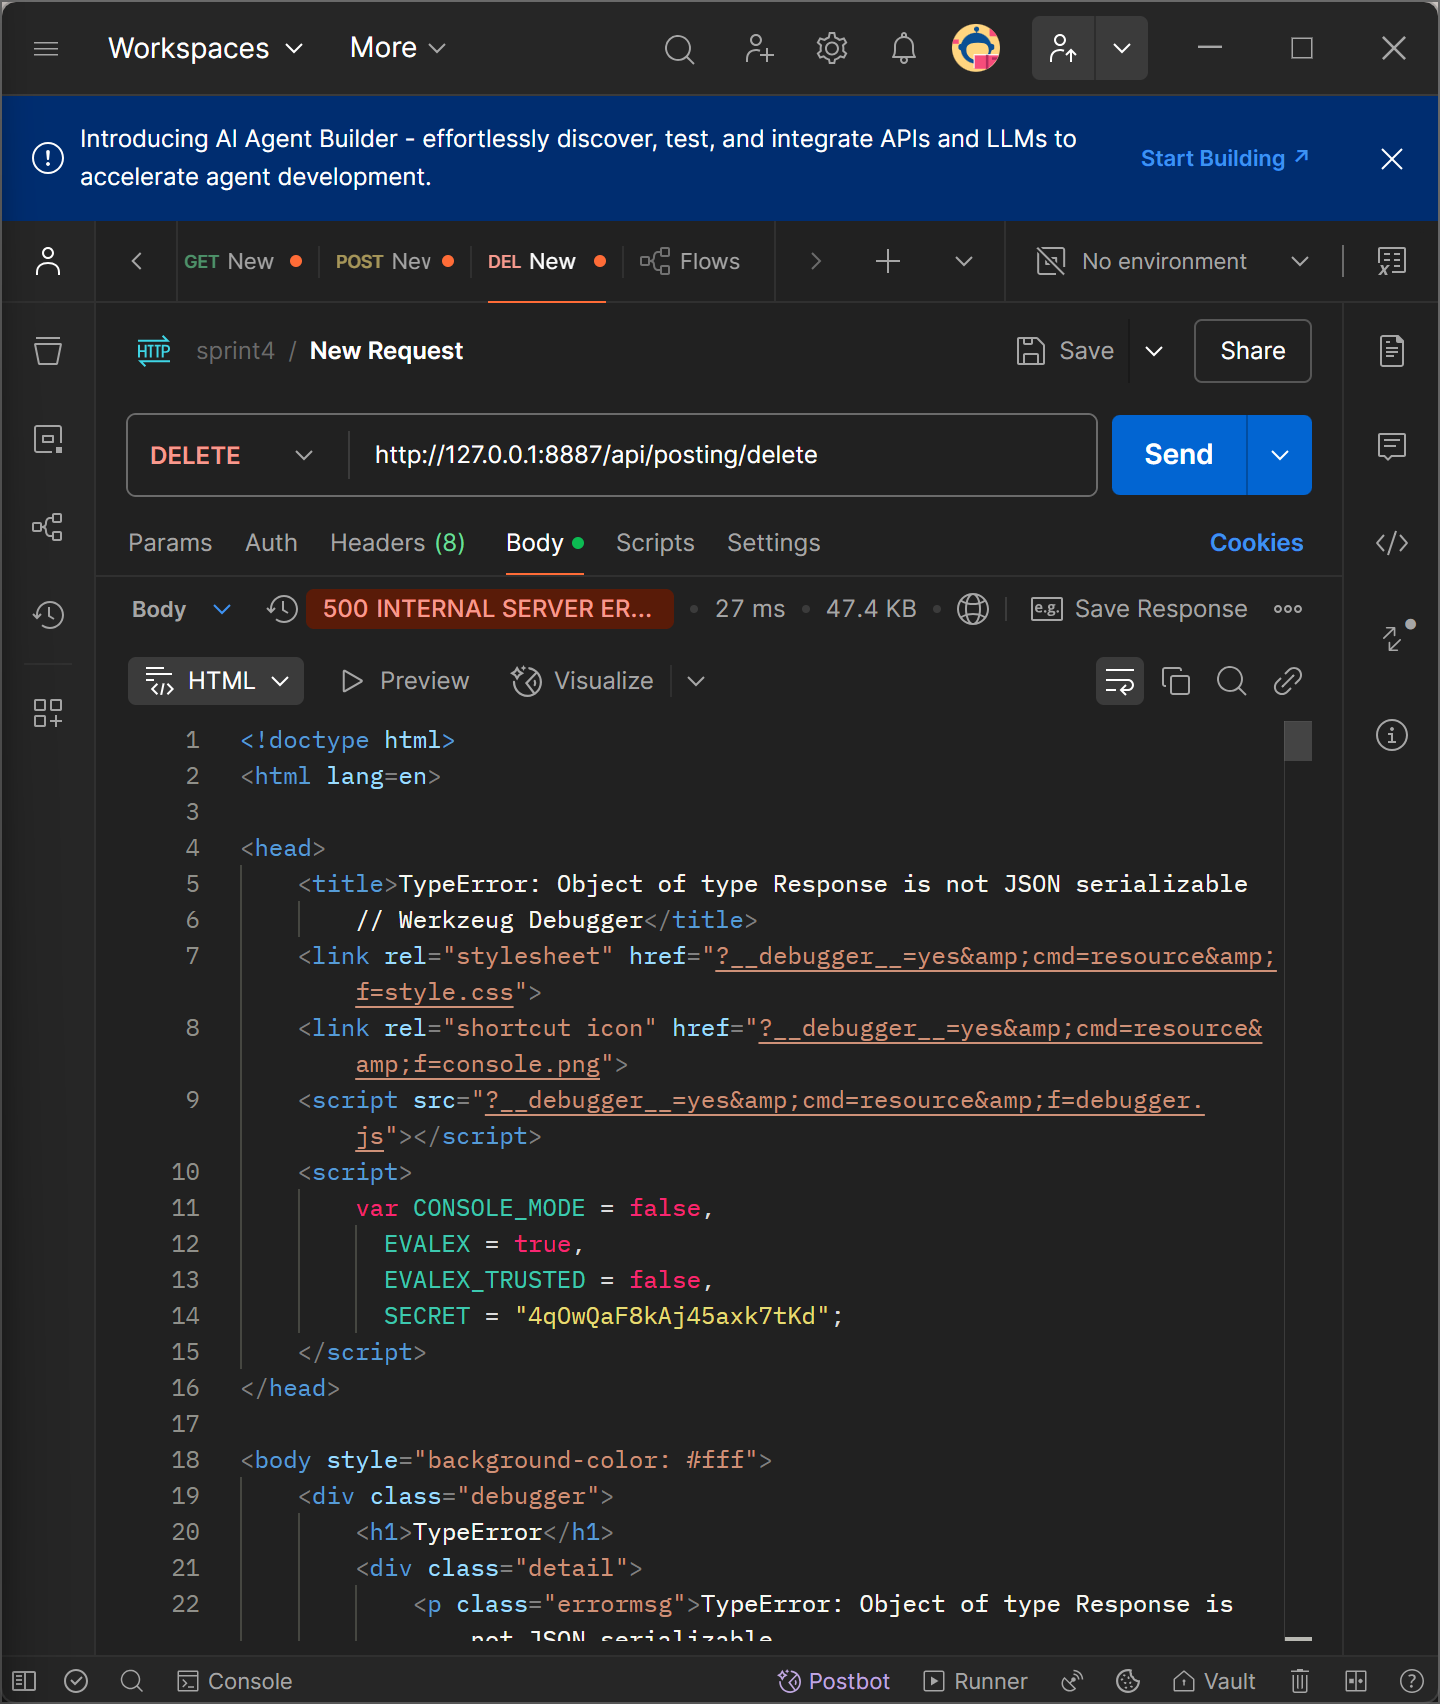 Workspaces More
Introducing AI Agent Builder - effortlessly discover, test, and integrate APIs and LLMs to
accelerate agent development.
Start Building
GET New POST New DEL New Flows No environment
HTTP sprint4 / New Request Save Share
DELETE http://127.0.0.1:8887/api/posting/delete Send
Params Auth Headers (8) Body Scripts Settings Cookies
Body 500 INTERNAL SERVER ER... 27 ms 47.4 KB e.g. Save Response
HTML Preview Visualize
1 <!doctype html>
2 <html lang=en>
3
4 <head>
5 <title>TypeError: Object of type Response is not JSON serializable
6 // Werkzeug Debugger</title>
7 <link rel="stylesheet" href="?__debugger__=yes&amp;cmd=resource&amp;
f=style.css">
8 <link rel="shortcut icon" href="?__debugger__=yes&amp;cmd=resource&
amp;f=console.png">
9 <script src="?__debugger__=yes&amp;cmd=resource&amp;f=debugger.
js"></script>
10 <script>
11 var CONSOLE_MODE = false,
12 EVALEX = true,
13 EVALEX_TRUSTED = false,
14 SECRET = "4qOwQaF8kAj45axk7tKd";
15 </script>
16 </head>
17
18 <body style="background-color: #fff">
19 <div class="debugger">
20 <h1>TypeError</h1>
21 <div class="detail">
22 <p class="errormsg">TypeError: Object of type Response is
not JSON serializable
Console Postbot Runner Vault